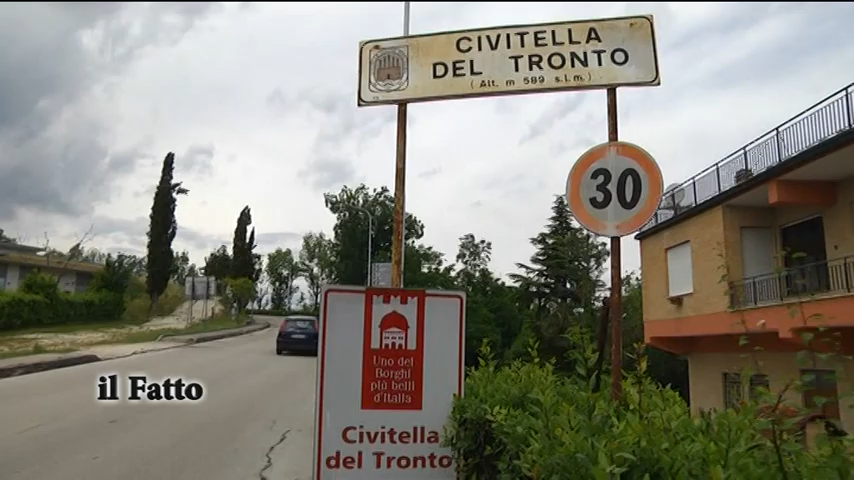 CIVITELLA
DEL TRONTO
(Alt. m 589 s.l.m.)
30
Uno dei
Borghi
più belli
d'Italia
Civitella
del Tronto
il Fatto